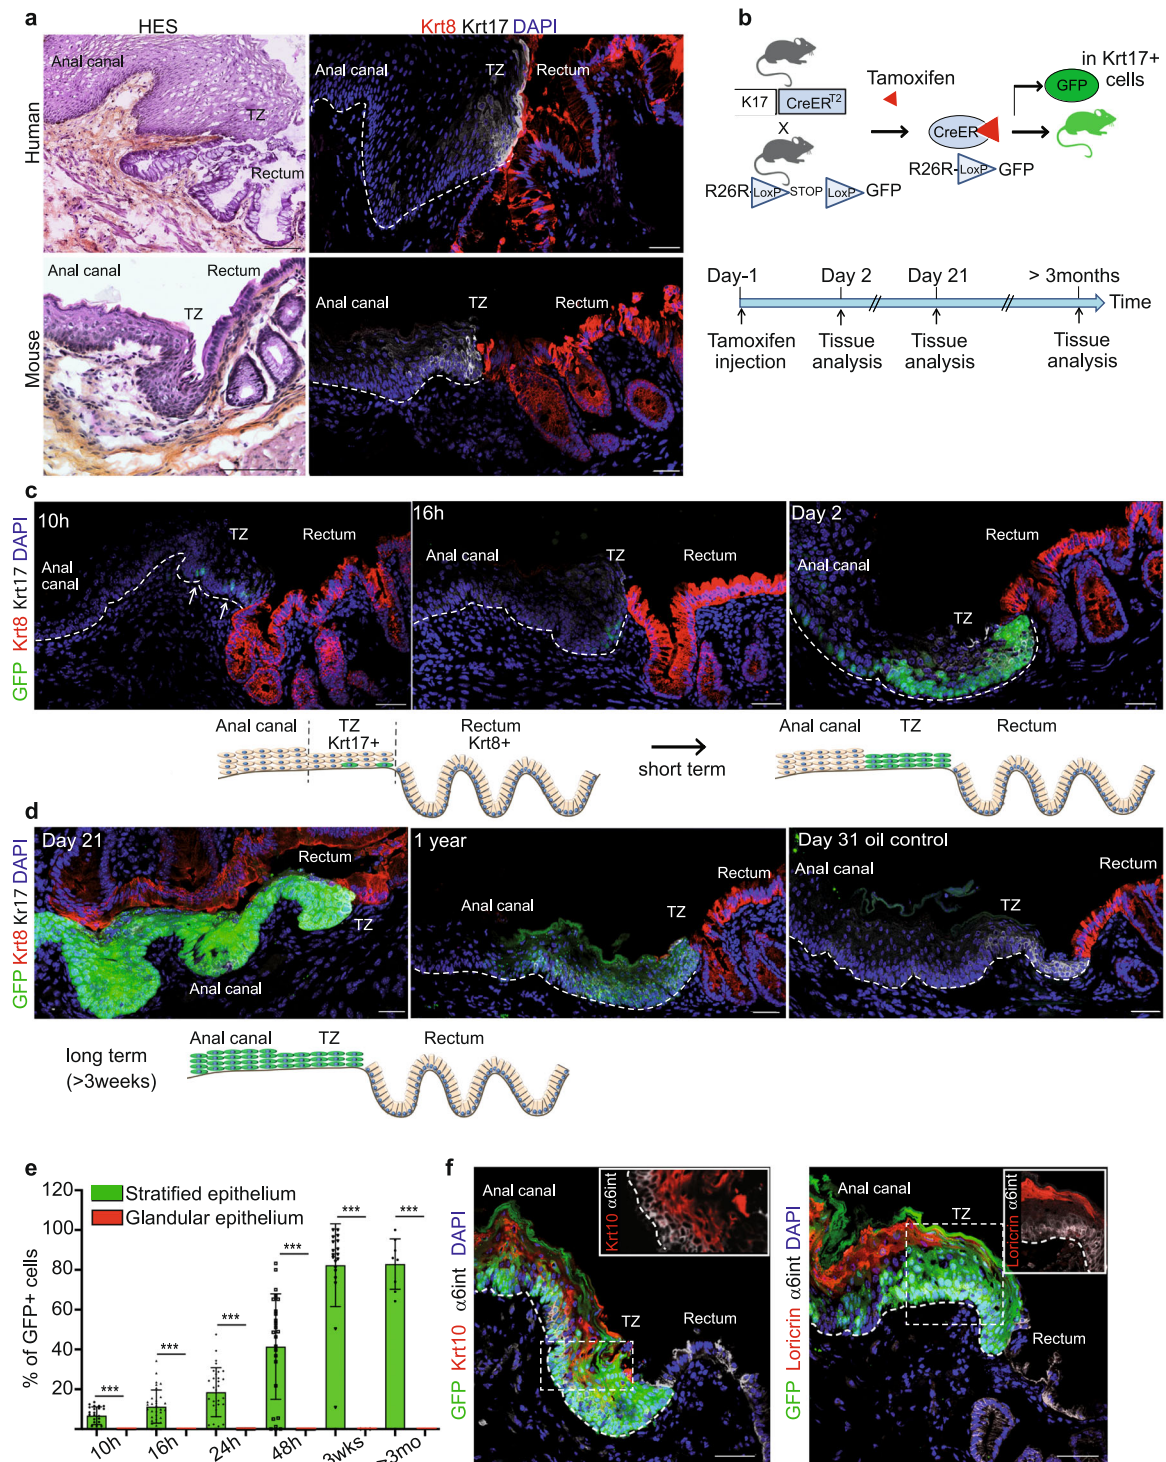 a
HES
Krt8 Krt17 DAPI
Human
Anal canal
TZ
Rectum
Anal canal
TZ
Rectum
Mouse
Anal canal
Rectum
TZ
Anal canal
TZ
Rectum
b
K17
CreERT2
X
R26R-LoxP STOP LoxP GFP
Tamoxifen
CreER
R26R-LoxP GFP
in Krt17+
cells
GFP
Day-1
Day 2
Day 21
> 3months
Time
Tamoxifen
injection
Tissue
analysis
Tissue
analysis
Tissue
analysis
c
GFP Krt8 Krt17 DAPI
10h
TZ
Rectum
Anal
canal
16h
TZ
Anal canal
Rectum
Day 2
Rectum
Anal canal
TZ
Anal canal
TZ
Krt17+
Rectum
Krt8+
short term
Anal canal
TZ
Rectum
d
GFP Krt8 Kr17 DAPI
Day 21
Rectum
TZ
Anal canal
1 year
Anal canal
TZ
Rectum
Day 31 oil control
Anal canal
Rectum
TZ
long term
(>3weeks)
Anal canal
TZ
Rectum
e
Stratified epithelium
Glandular epithelium
% of GFP+ cells
120
100
80
60
40
20
***
***
***
***
***
***
10h
16h
24h
48h
3wks
f
GFP Krt10 α6int DAPI
Anal canal
Krt10 α6int
TZ
Rectum
GFP Loricrin α6int DAPI
Anal canal
TZ
Loricrin α6int
Rectum